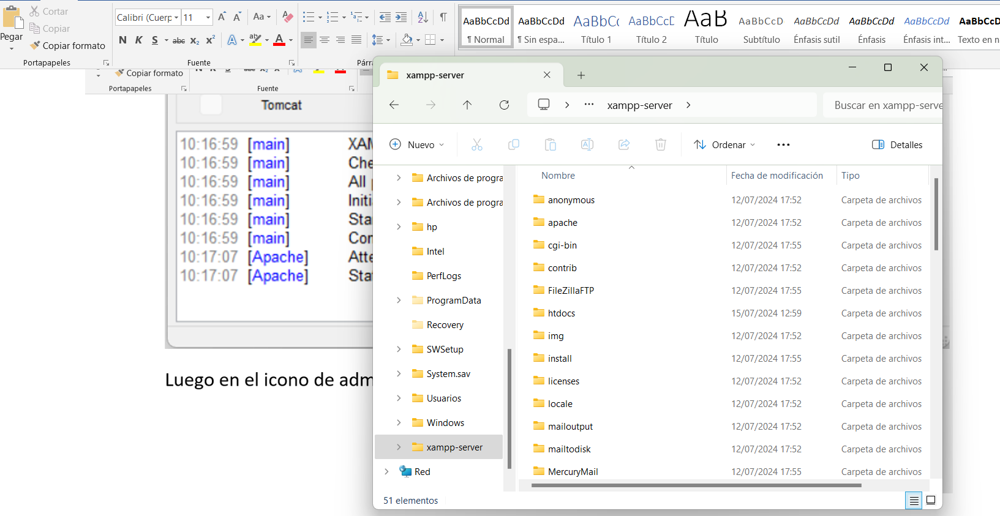 Pegar
Cortar
Copiar
Copiar formato
Portapapeles
Calibri (Cuerp
11
Aa
N K S abc x₂ x²
Fuente
Párra
AaBbCcDd
¶ Normal
AaBbCcDd
¶ Sin espa...
AaBbCc
Título 1
AaBbCcD
Título 2
AaB
Título
AaBbCcD
Subtítulo
AaBbCcDd
Énfasis sutil
AaBbCcDd
Énfasis
AaBbCcDd
Énfasis int...
AaBbCcD
Texto en n
Copiar formato
Portapapeles
Fuente
Tomcat
10:16:59 [main] XAM
10:16:59 [main] Che
10:16:59 [main] All p
10:16:59 [main] Initi
10:16:59 [main] Star
10:16:59 [main] Con
10:17:07 [Apache] Atte
10:17:07 [Apache] Stat
Luego en el icono de adm
xampp-server
xampp-server
Buscar en xampp-serve
Nuevo
Ordenar
Detalles
Archivos de progra
Archivos de progra
hp
Intel
PerfLogs
ProgramData
Recovery
SWSetup
System.sav
Usuarios
Windows
xampp-server
Red
Nombre Fecha de modificación Tipo
anonymous 12/07/2024 17:52 Carpeta de archivos
apache 12/07/2024 17:52 Carpeta de archivos
cgi-bin 12/07/2024 17:55 Carpeta de archivos
contrib 12/07/2024 17:52 Carpeta de archivos
FileZillaFTP 12/07/2024 17:55 Carpeta de archivos
htdocs 15/07/2024 12:59 Carpeta de archivos
img 12/07/2024 17:52 Carpeta de archivos
install 12/07/2024 17:55 Carpeta de archivos
licenses 12/07/2024 17:52 Carpeta de archivos
locale 12/07/2024 17:52 Carpeta de archivos
mailoutput 12/07/2024 17:52 Carpeta de archivos
mailtodisk 12/07/2024 17:52 Carpeta de archivos
MercuryMail 12/07/2024 17:55 Carpeta de archivos
51 elementos